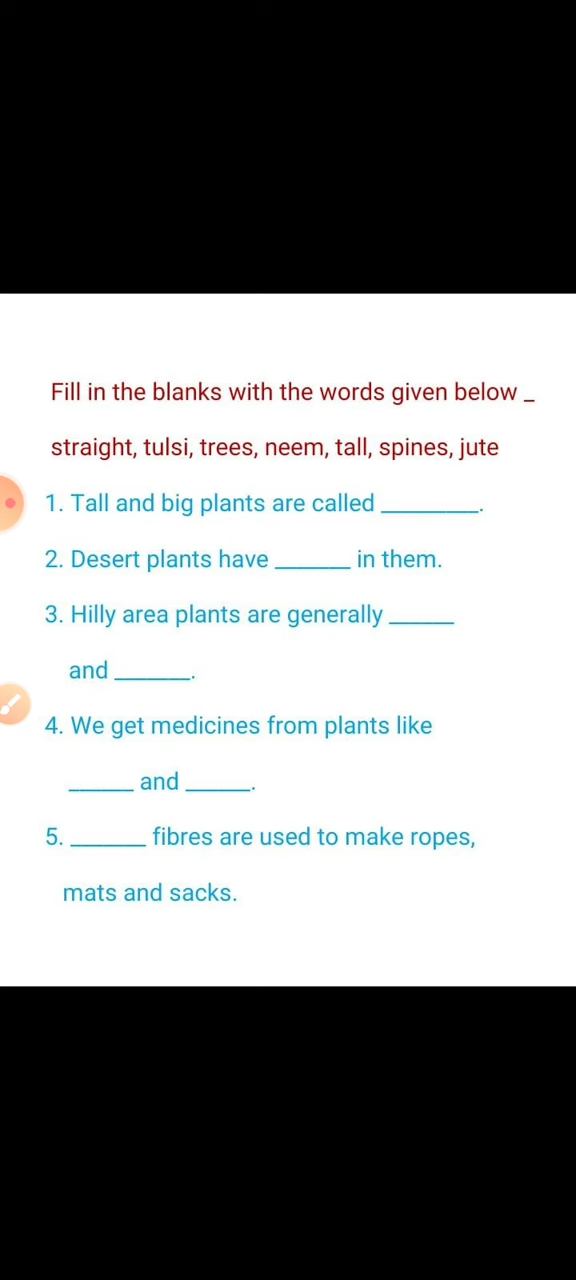 Fill in the blanks with the words given below _
straight, tulsi, trees, neem, tall, spines, jute
1. Tall and big plants are called _________.
2. Desert plants have _______ in them.
3. Hilly area plants are generally ______
and _______.
4. We get medicines from plants like
______ and ______.
5. _______ fibres are used to make ropes,
mats and sacks.